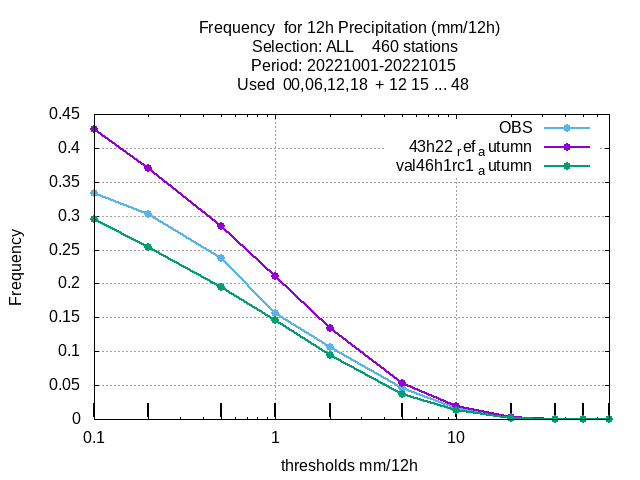 Frequency  for 12h Precipitation (mm/12h)
Selection: ALL    460 stations
Period: 20221001-20221015
Used  00,06,12,18  + 12 15 ... 48
OBS
43h22 ref a utumn
val46h1rc1 a utumn
0.45
0.4
0.35
0.3
0.25
0.2
0.15
0.1
0.05
0
Frequency
0.1 1 10
thresholds mm/12h